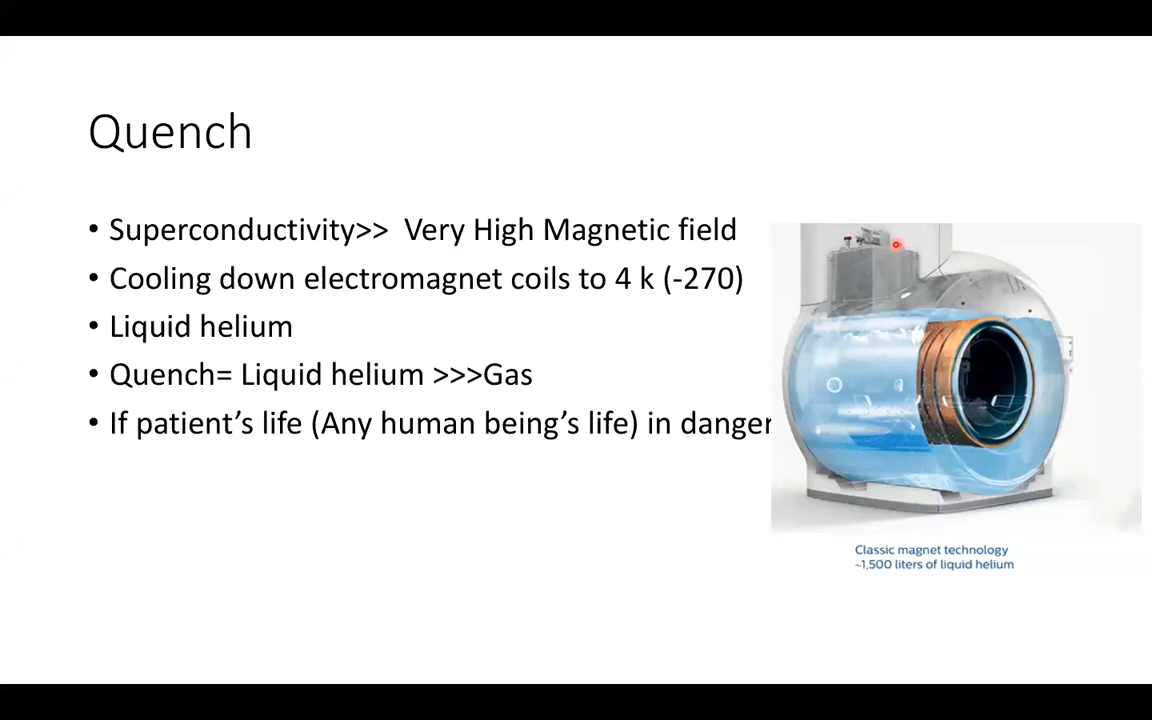 Quench
• Superconductivity>>  Very High Magnetic field
• Cooling down electromagnet coils to 4 k (-270)
• Liquid helium
• Quench= Liquid helium >>>Gas
• If patient’s life (Any human being’s life) in danger
Classic magnet technology
~1,500 liters of liquid helium